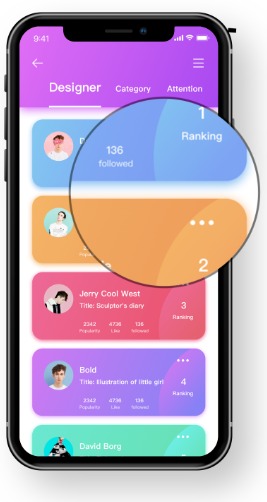 9:41
Designer Category Attention
D
1
Ranking
136
followed
2
Jerry Cool West
Title: Sculptor's diary
3
Ranking
2342 4736 136
Popularity Like followed
Bold
Title: Illustration of little girl
4
Ranking
2342 4736 136
Popularity Like followed
David Borg